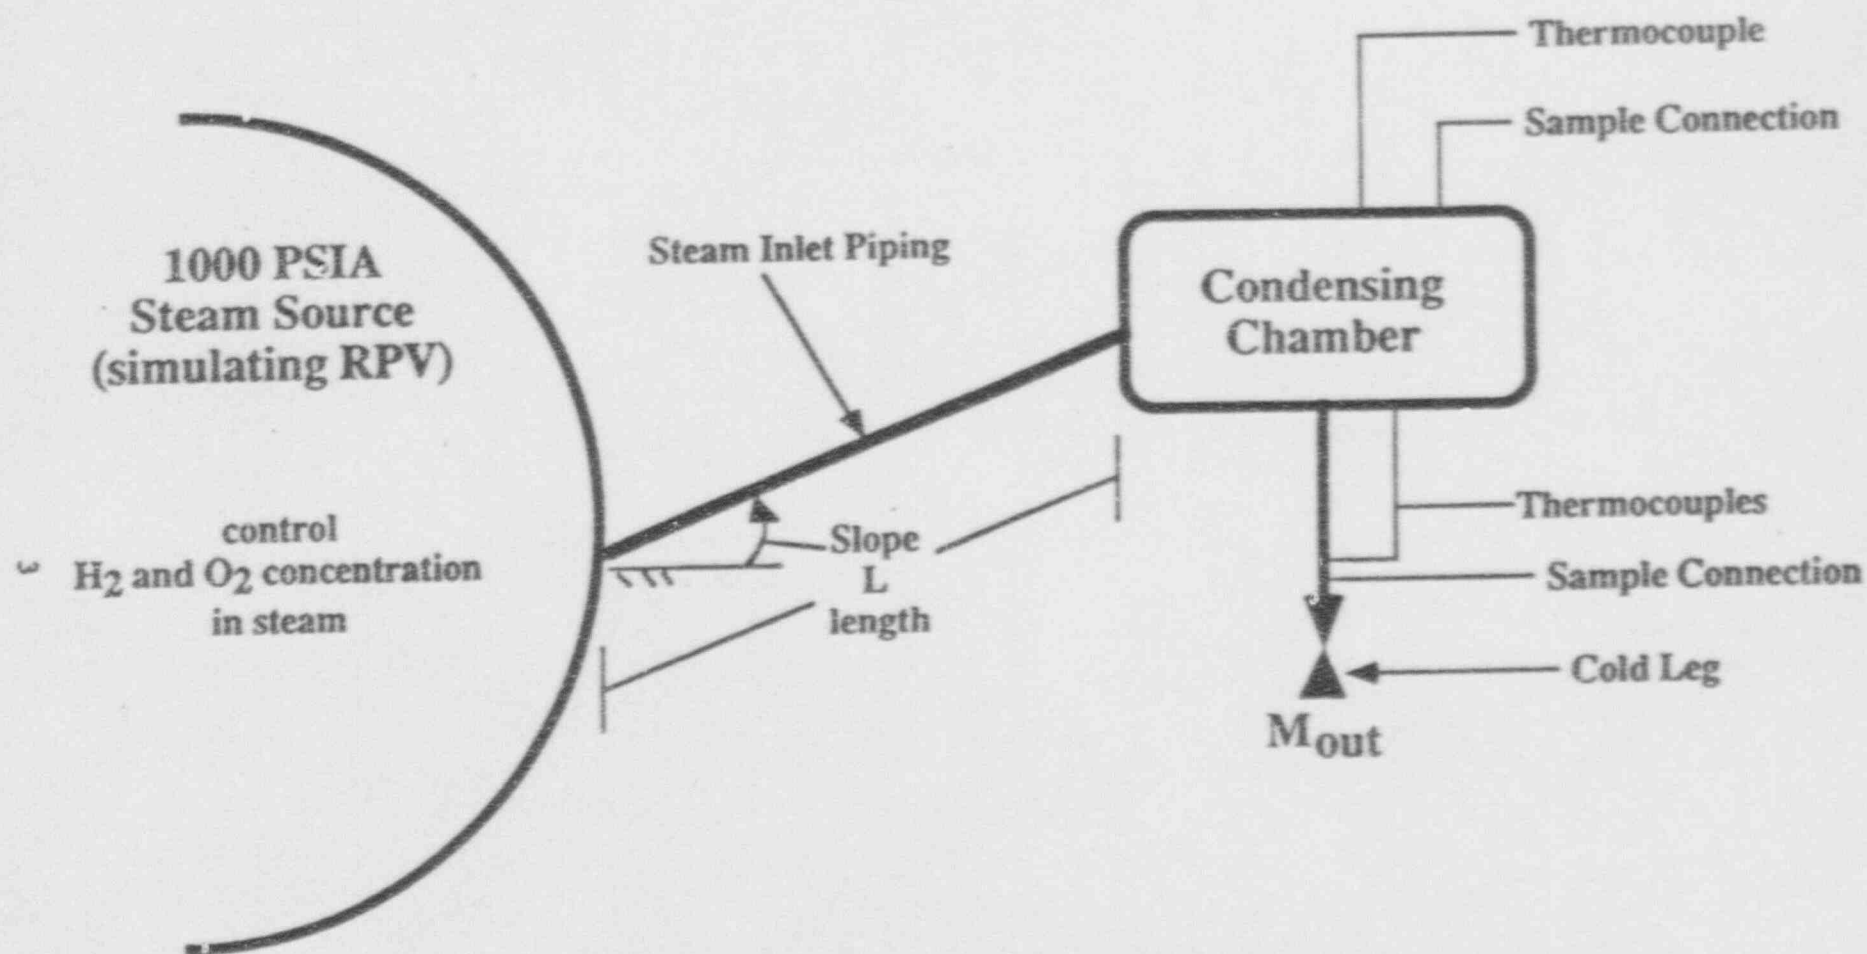 Thermocouple
Sample Connection
Steam Inlet Piping
1000 PSIA
Steam Source
(simulating RPV)
Condensing
Chamber
control
H₂ and O₂ concentration
in steam
3
Slope
L
length
Thermocouples
Sample Connection
Cold Leg
Mout